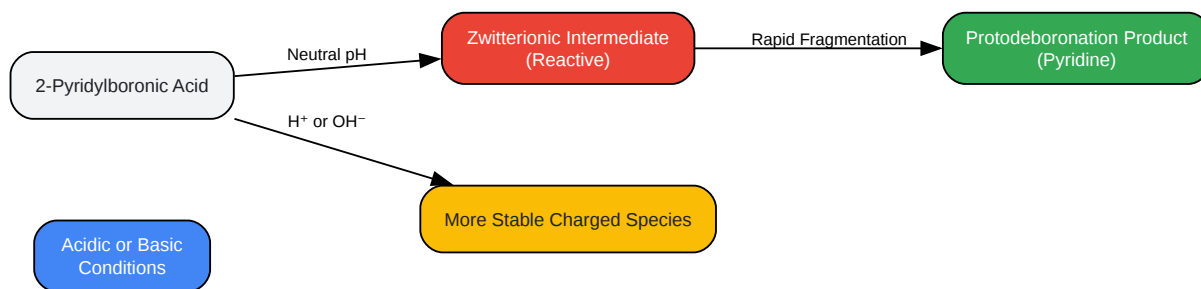 2-Pyridylboronic Acid
Neutral pH
Zwitterionic Intermediate
(Reactive)
Rapid Fragmentation
Protodeboronation Product
(Pyridine)
H⁺ or OH⁻
More Stable Charged Species
Acidic or Basic
Conditions